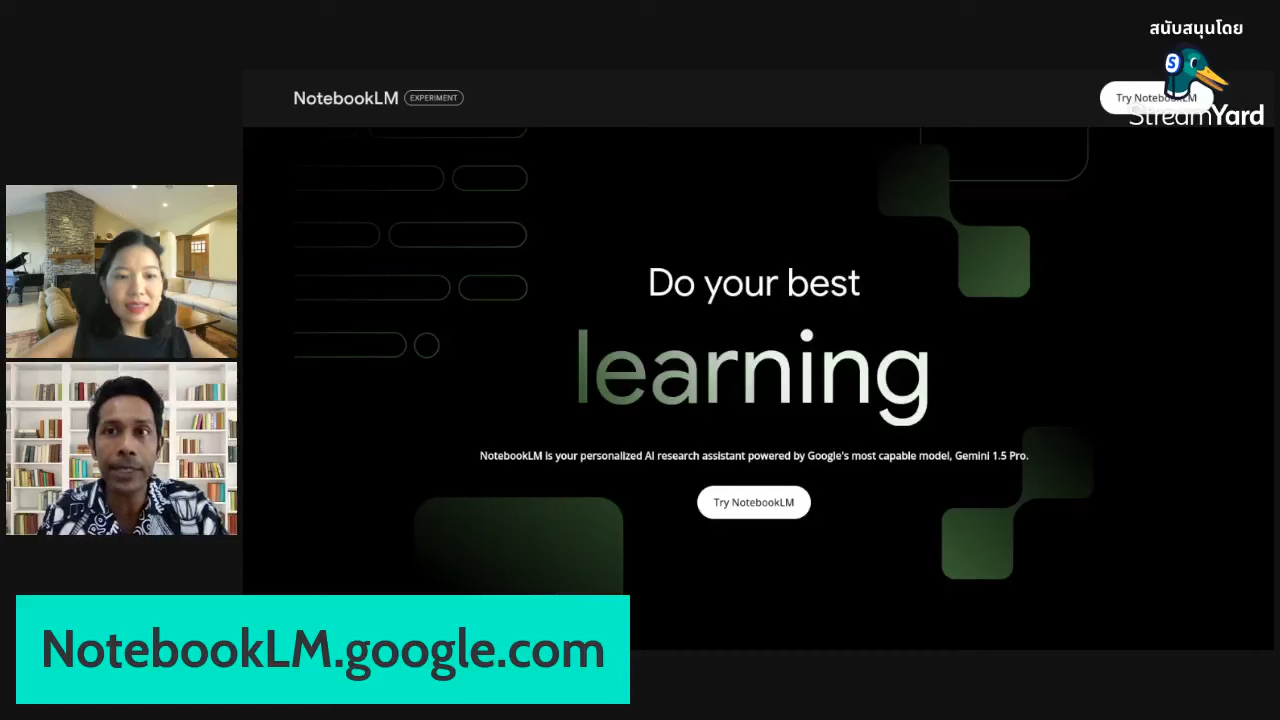 สนับสนุนโดย
StreamYard
NotebookLM EXPERIMENT
Try NotebookLM
Do your best
learning
NotebookLM is your personalized AI research assistant powered by Google's most capable model, Gemini 1.5 Pro.
Try NotebookLM
NotebookLM.google.com